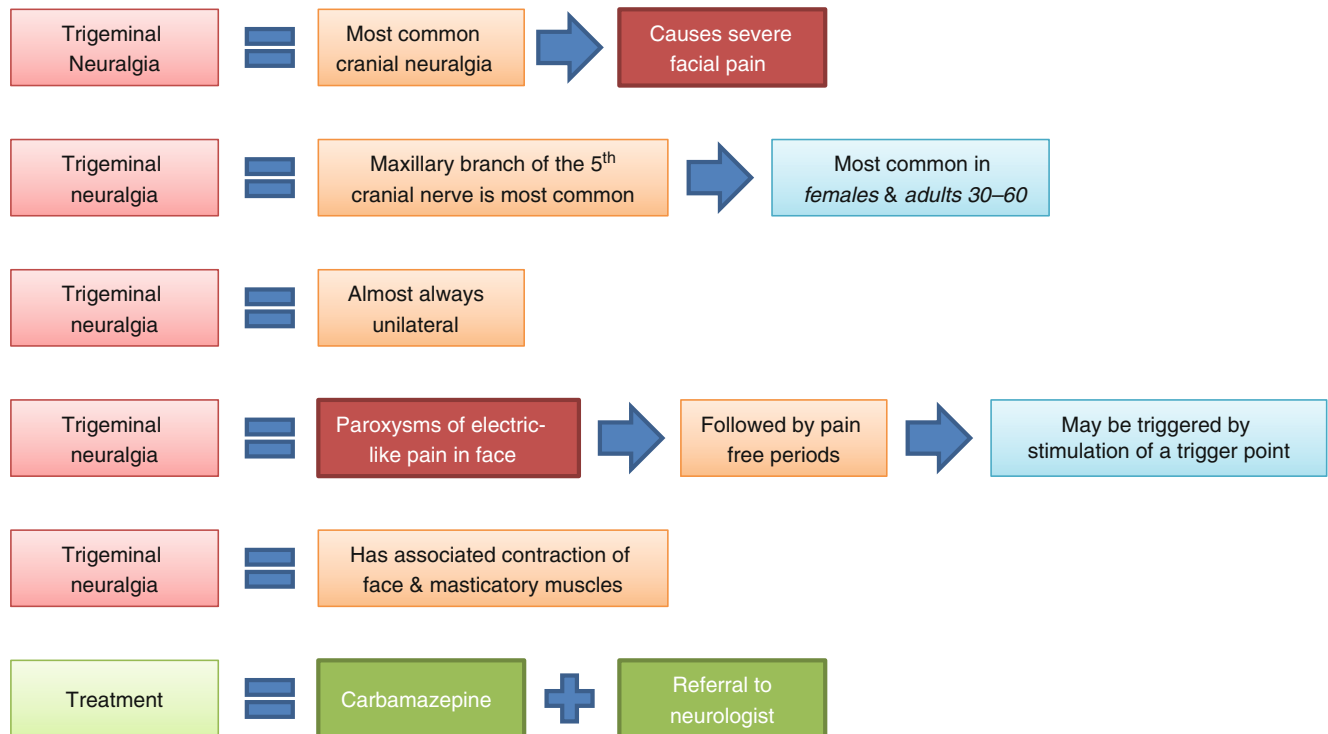 Trigeminal
Neuralgia
Most common
cranial neuralgia
Causes severe
facial pain
Trigeminal
neuralgia
Maxillary branch of the 5th
cranial nerve is most common
Most common in
females & adults 30–60
Trigeminal
neuralgia
Almost always
unilateral
Trigeminal
neuralgia
Paroxysms of electric-
like pain in face
Followed by pain
free periods
May be triggered by
stimulation of a trigger point
Trigeminal
neuralgia
Has associated contraction of
face & masticatory muscles
Treatment
Carbamazepine
Referral to
neurologist